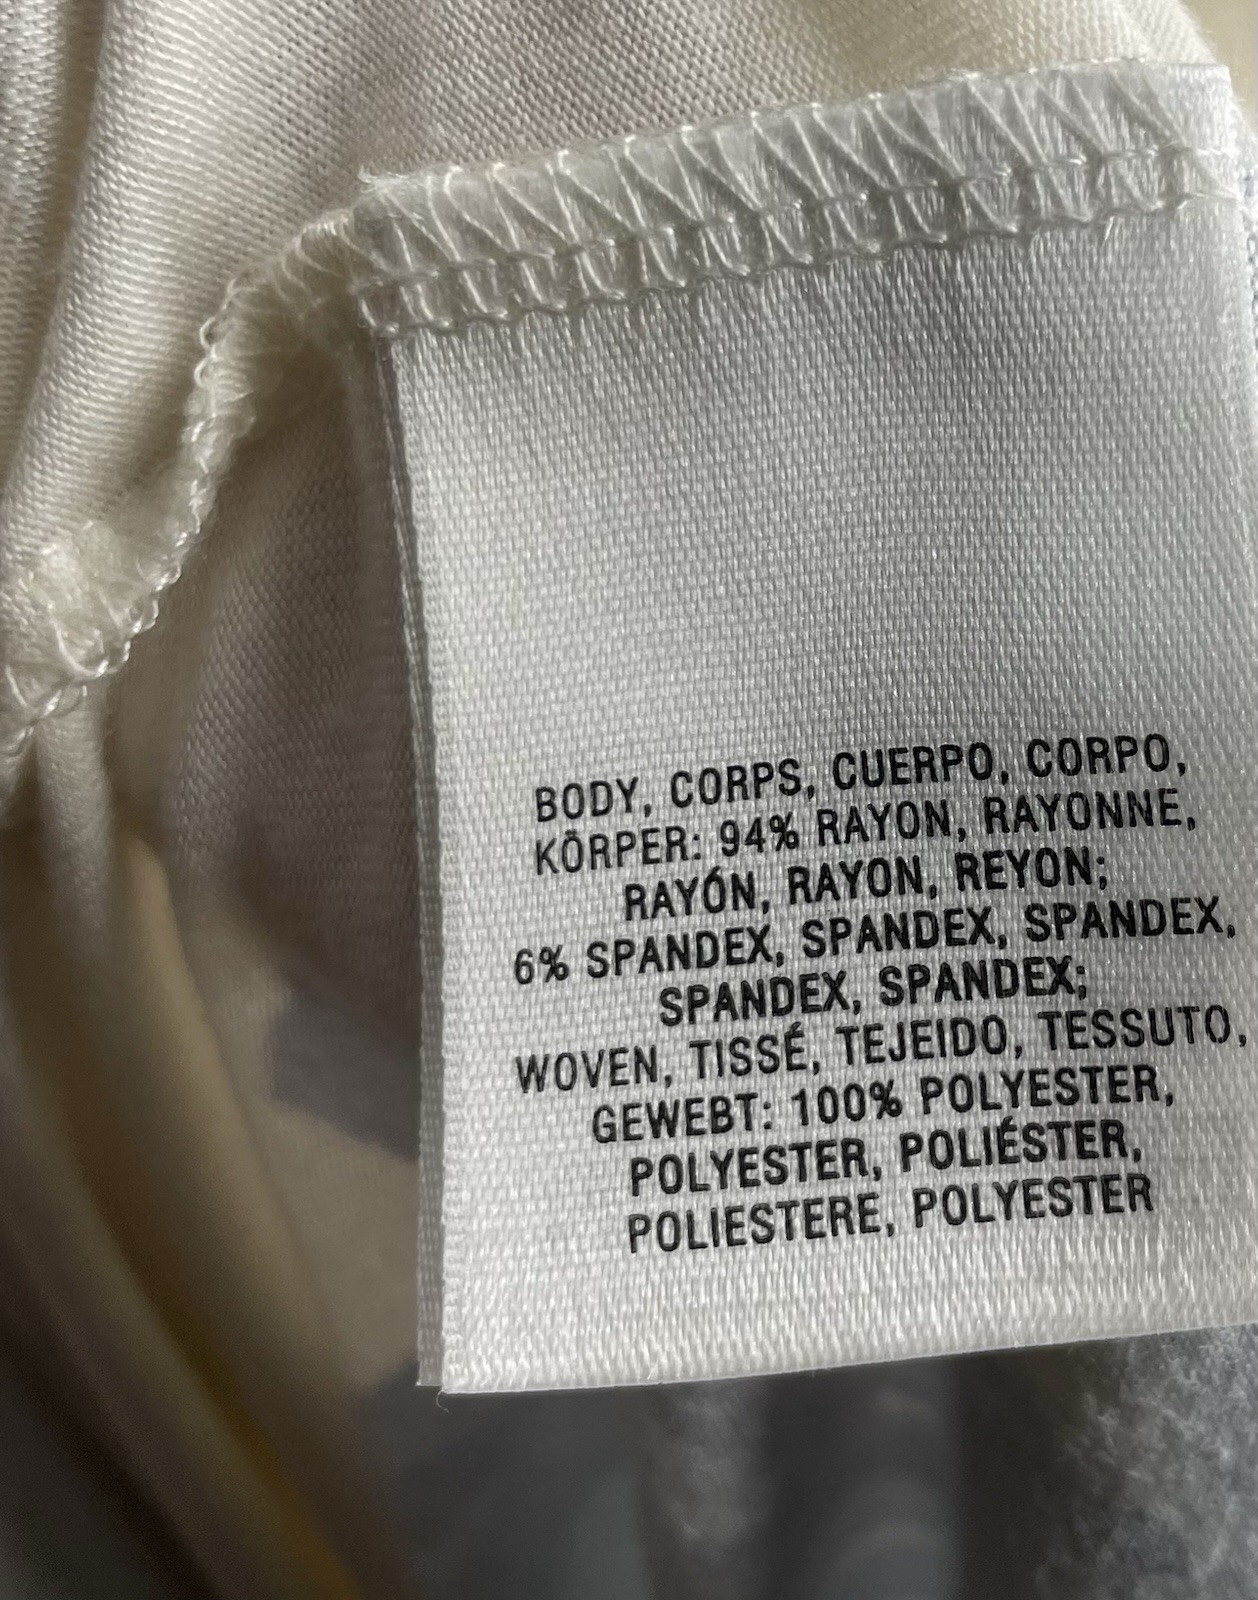 BODY, CORPS, CUERPO, CORPO,
KÖRPER: 94% RAYON, RAYONNE,
RAYÓN, RAYON, REYON;
6% SPANDEX, SPANDEX, SPANDEX,
SPANDEX, SPANDEX;
WOVEN, TISSÉ, TEJEIDO, TESSUTO,
GEWEBT: 100% POLYESTER,
POLYESTER, POLIÉSTER,
POLIESTERE, POLYESTER